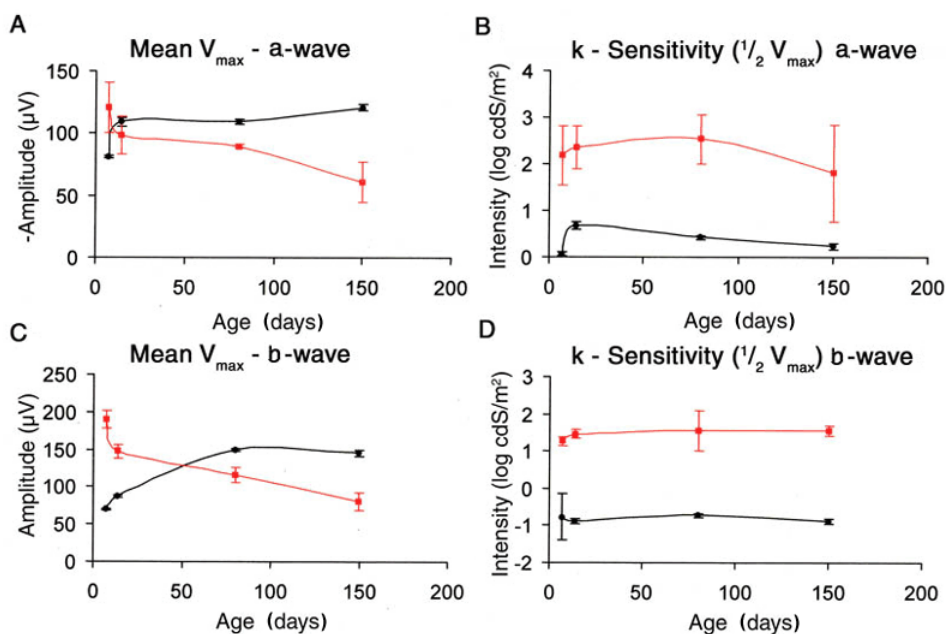 A
Mean Vmax - a-wave
-Amplitude (µV)
150
100
50
0
0 50 100 150 200
Age (days)
B
k - Sensitivity (1/2 Vmax) a-wave
Intensity (log cdS/m²)
4
3
2
1
0
0 50 100 150 200
Age (days)
C
Mean Vmax - b-wave
Amplitude (µV)
250
200
150
100
50
0
0 50 100 150 200
Age (days)
D
k - Sensitivity (1/2 Vmax) b-wave
Intensity (log cdS/m²)
3
2
1
0
-1
-2
0 50 100 150 200
Age (days)